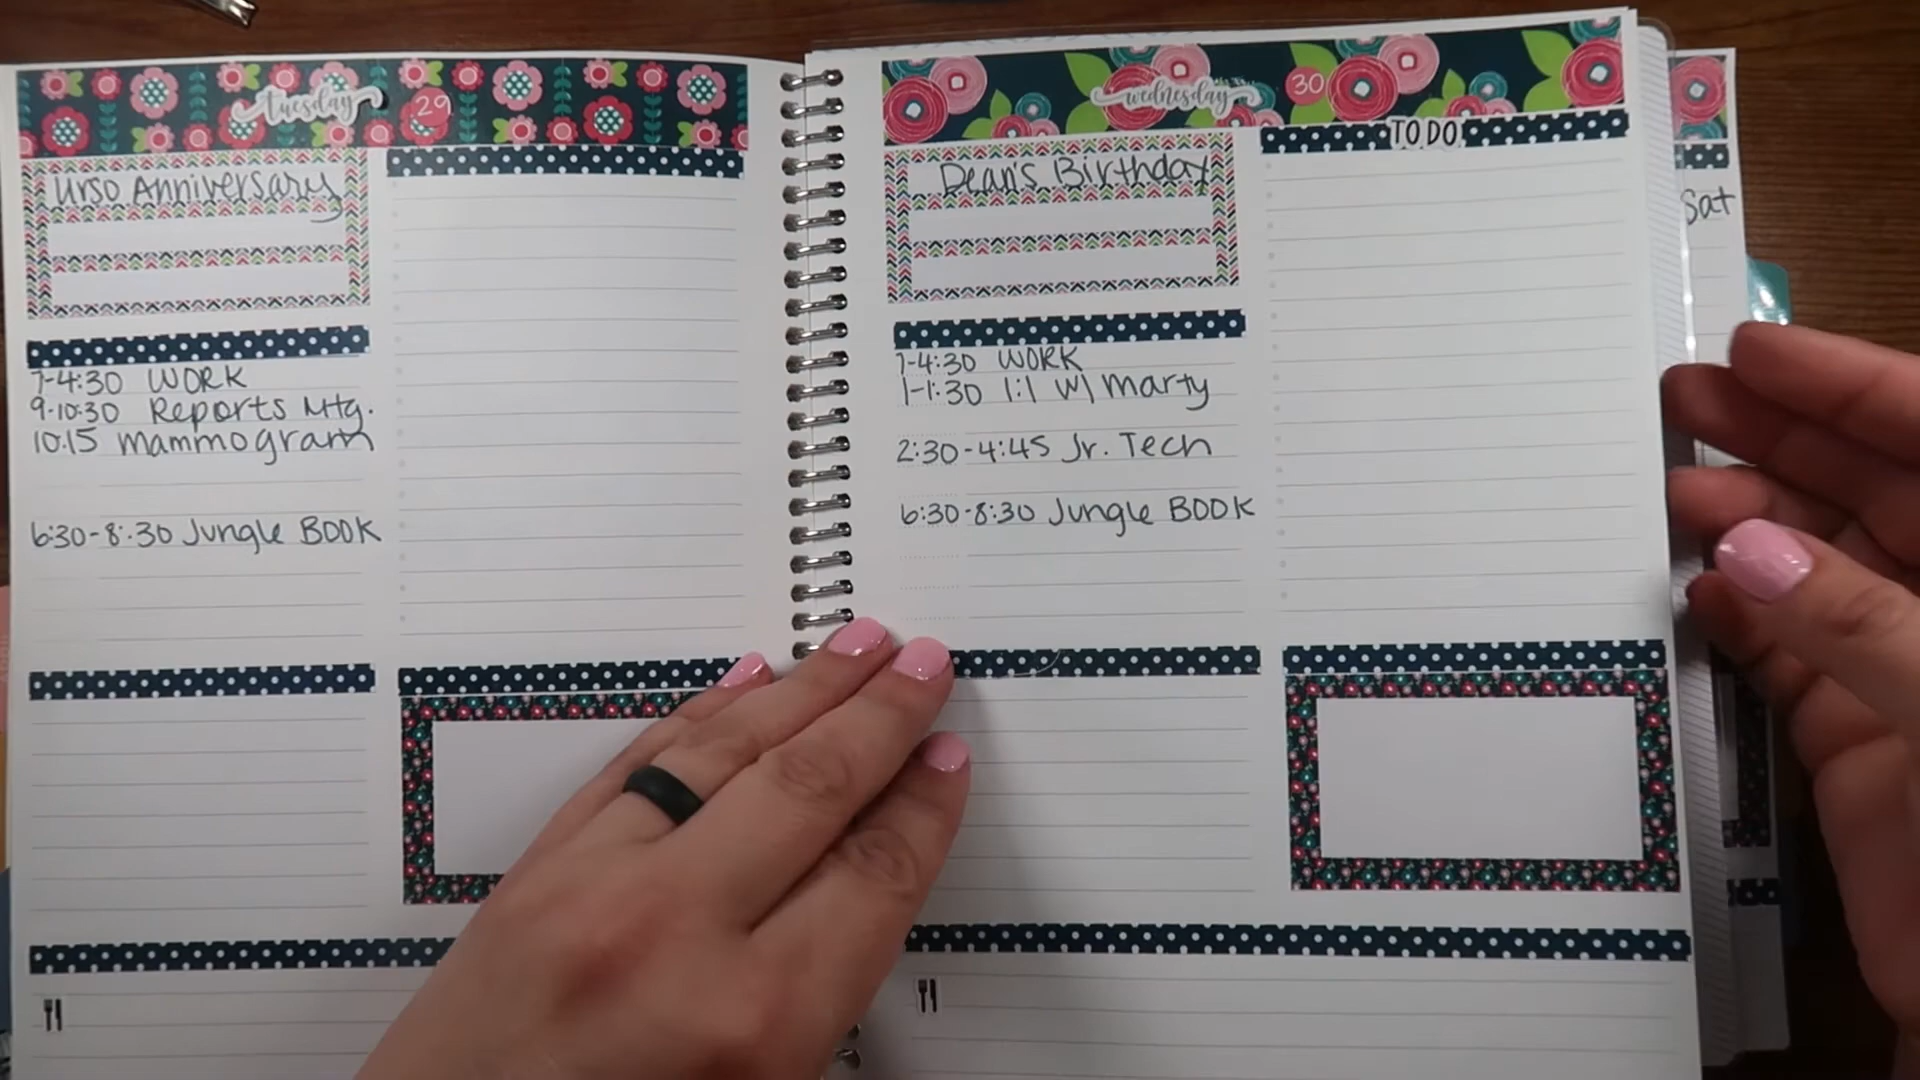 tuesday 29
Urso Anniversary
7-4:30 WORK
9-10:30 Reports Mtg.
10:15 mammogram
6:30-8:30 Jungle BOOK
wednesday 30
TO DO
Dean's Birthday
7-4:30 WORK
1-1:30 1:1 w/ Marty
2:30-4:45 Jr. Tech
6:30-8:30 Jungle BOOK
Sat